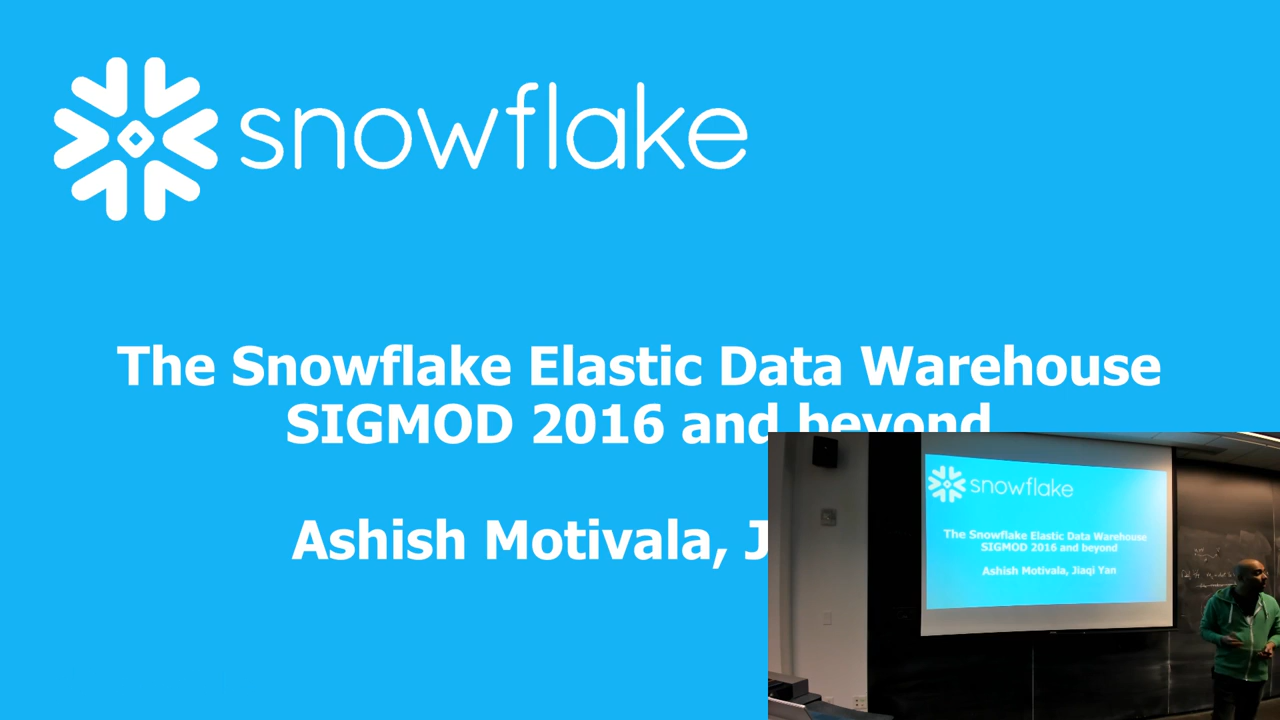 snowflake
The Snowflake Elastic Data Warehouse
SIGMOD 2016 and beyond
Ashish Motivala, J
snowflake
The Snowflake Elastic Data Warehouse
SIGMOD 2016 and beyond
Ashish Motivala, Jiaqi Yan